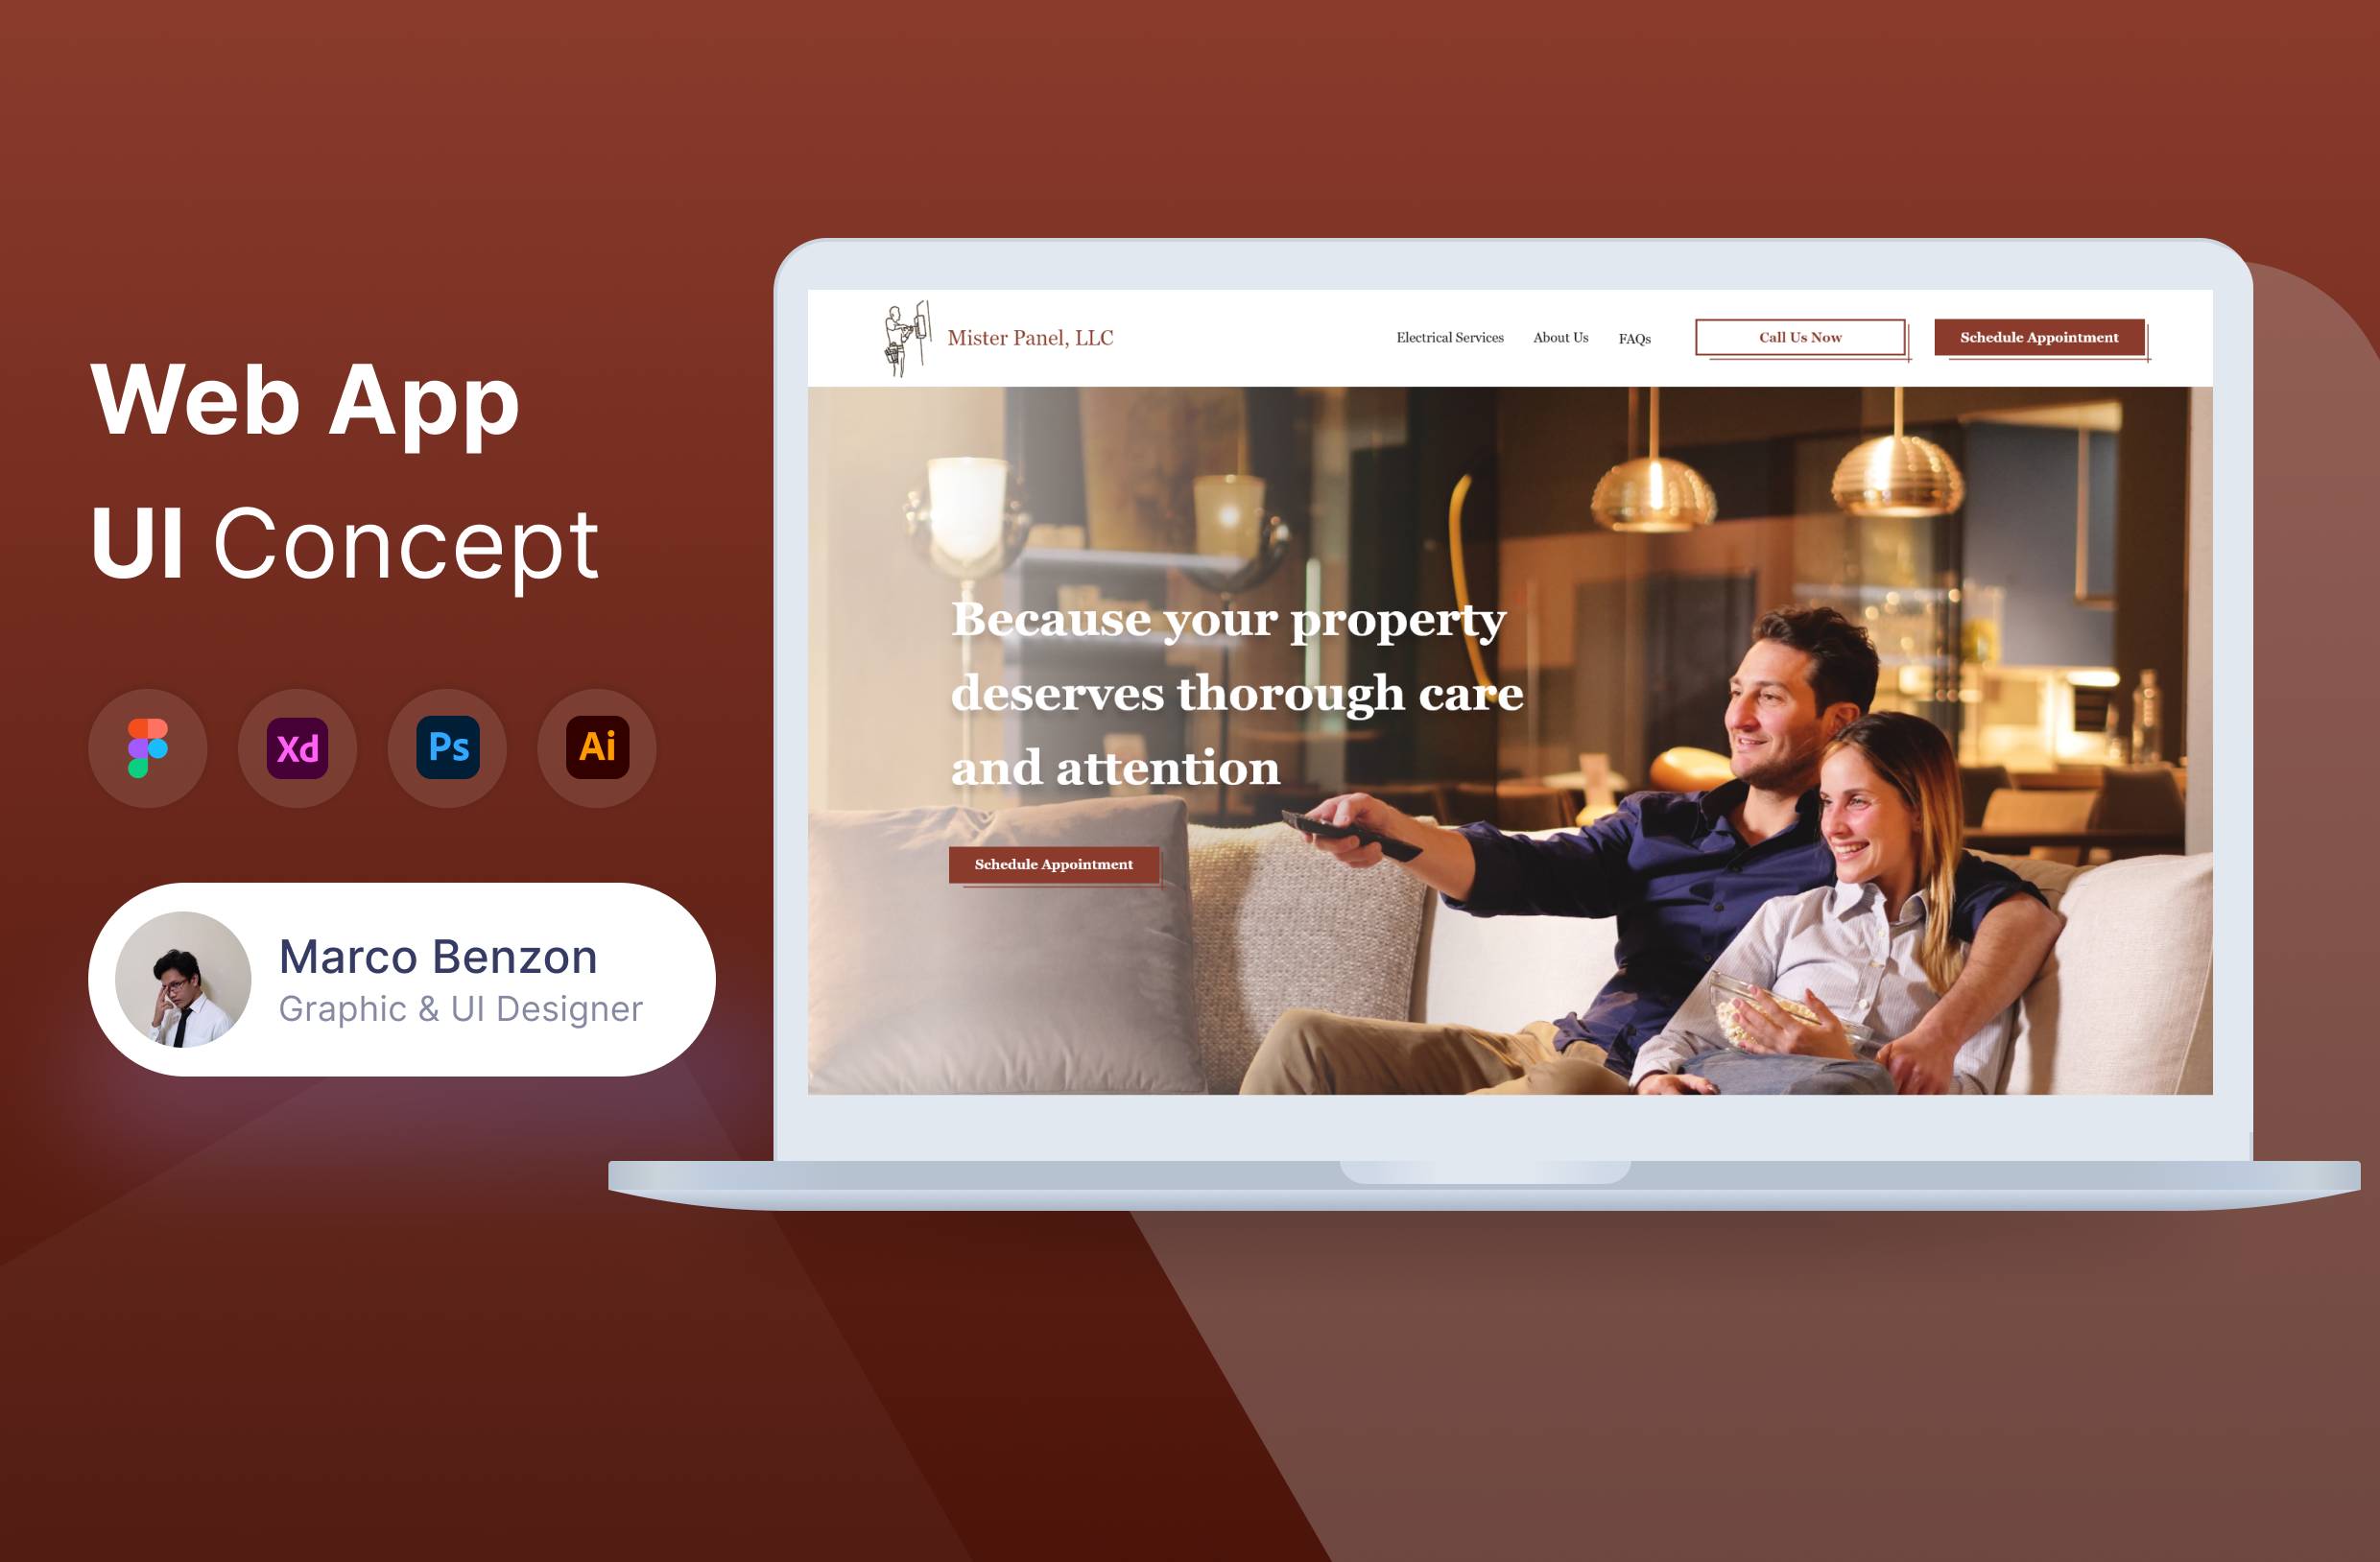 Web App
UI Concept
Xd
Ps
Ai
Marco Benzon
Graphic & UI Designer
Mister Panel, LLC
Electrical Services
About Us
FAQs
Call Us Now
Schedule Appointment
Because your property
deserves thorough care
and attention
Schedule Appointment